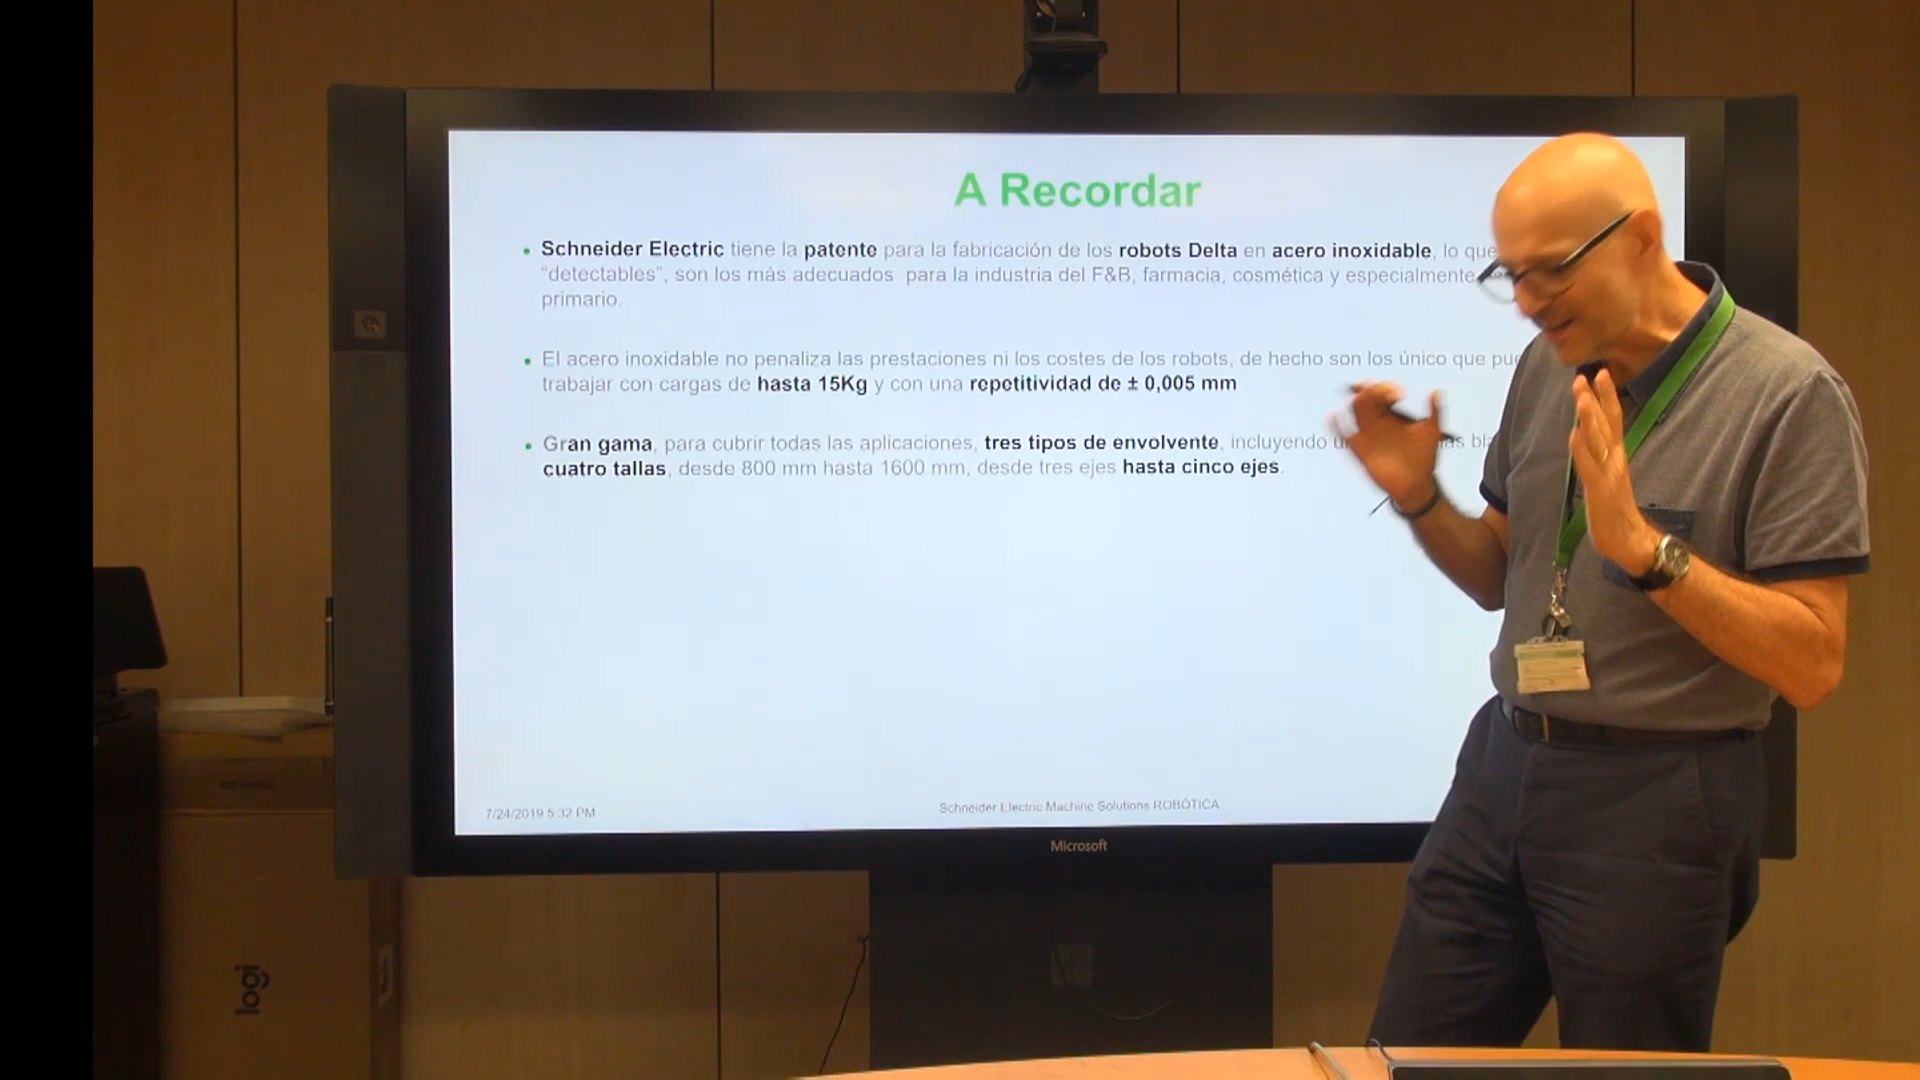 A Recordar
• Schneider Electric tiene la patente para la fabricación de los robots Delta en acero inoxidable, lo que
“detectables”, son los más adecuados para la industria del F&B, farmacia, cosmética y especialmente
primario.
• El acero inoxidable no penaliza las prestaciones ni los costes de los robots, de hecho son los único que pue
trabajar con cargas de hasta 15Kg y con una repetitividad de ± 0,005 mm
• Gran gama, para cubrir todas las aplicaciones, tres tipos de envolvente, incluyendo
cuatro tallas, desde 800 mm hasta 1600 mm, desde tres ejes hasta cinco ejes.
7/24/2019 5:32 PM
Schneider Electric Machine Solutions ROBÓTICA
Microsoft
logi